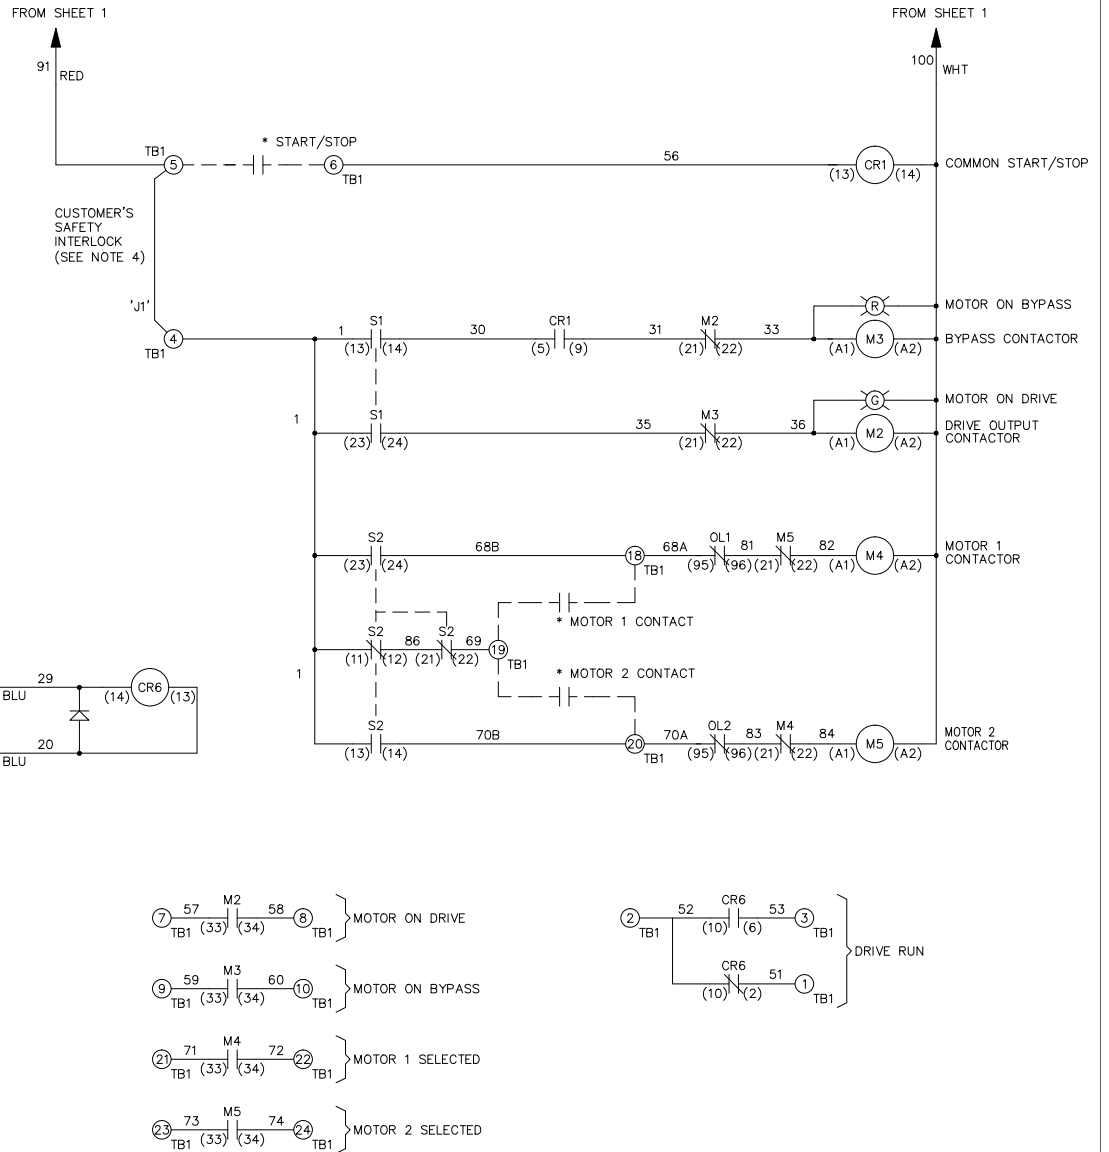 FROM SHEET 1
FROM SHEET 1
91
RED
100
WHT
TB1
5
* START/STOP
6
TB1
56
(13)
CR1
(14)
COMMON START/STOP
CUSTOMER'S
SAFETY
INTERLOCK
(SEE NOTE 4)
'J1'
4
TB1
1
S1
(13)
(14)
30
CR1
(5)
(9)
31
M2
(21)
(22)
33
R
MOTOR ON BYPASS
(A1)
M3
(A2)
BYPASS CONTACTOR
1
S1
(23)
(24)
35
M3
(21)
(22)
36
G
MOTOR ON DRIVE
(A1)
M2
(A2)
DRIVE OUTPUT
CONTACTOR
S2
(23)
(24)
68B
18
TB1
68A
OL1
(95)
(96)
81
M5
(21)
(22)
82
(A1)
M4
(A2)
MOTOR 1
CONTACTOR
* MOTOR 1 CONTACT
S2
(11)
(12)
86
S2
(21)
(22)
69
19
TB1
1
* MOTOR 2 CONTACT
S2
(13)
(14)
70B
20
TB1
70A
OL2
(95)
(96)
83
M4
(21)
(22)
84
(A1)
M5
(A2)
MOTOR 2
CONTACTOR
29
BLU
(14)
CR6
(13)
20
BLU
7
TB1
57
M2
(33)
(34)
58
8
TB1
MOTOR ON DRIVE
9
TB1
59
M3
(33)
(34)
60
10
TB1
MOTOR ON BYPASS
21
TB1
71
M4
(33)
(34)
72
22
TB1
MOTOR 1 SELECTED
23
TB1
73
M5
(33)
(34)
74
24
TB1
MOTOR 2 SELECTED
2
TB1
52
CR6
(10)
(6)
53
3
TB1
DRIVE RUN
CR6
(10)
(2)
51
1
TB1